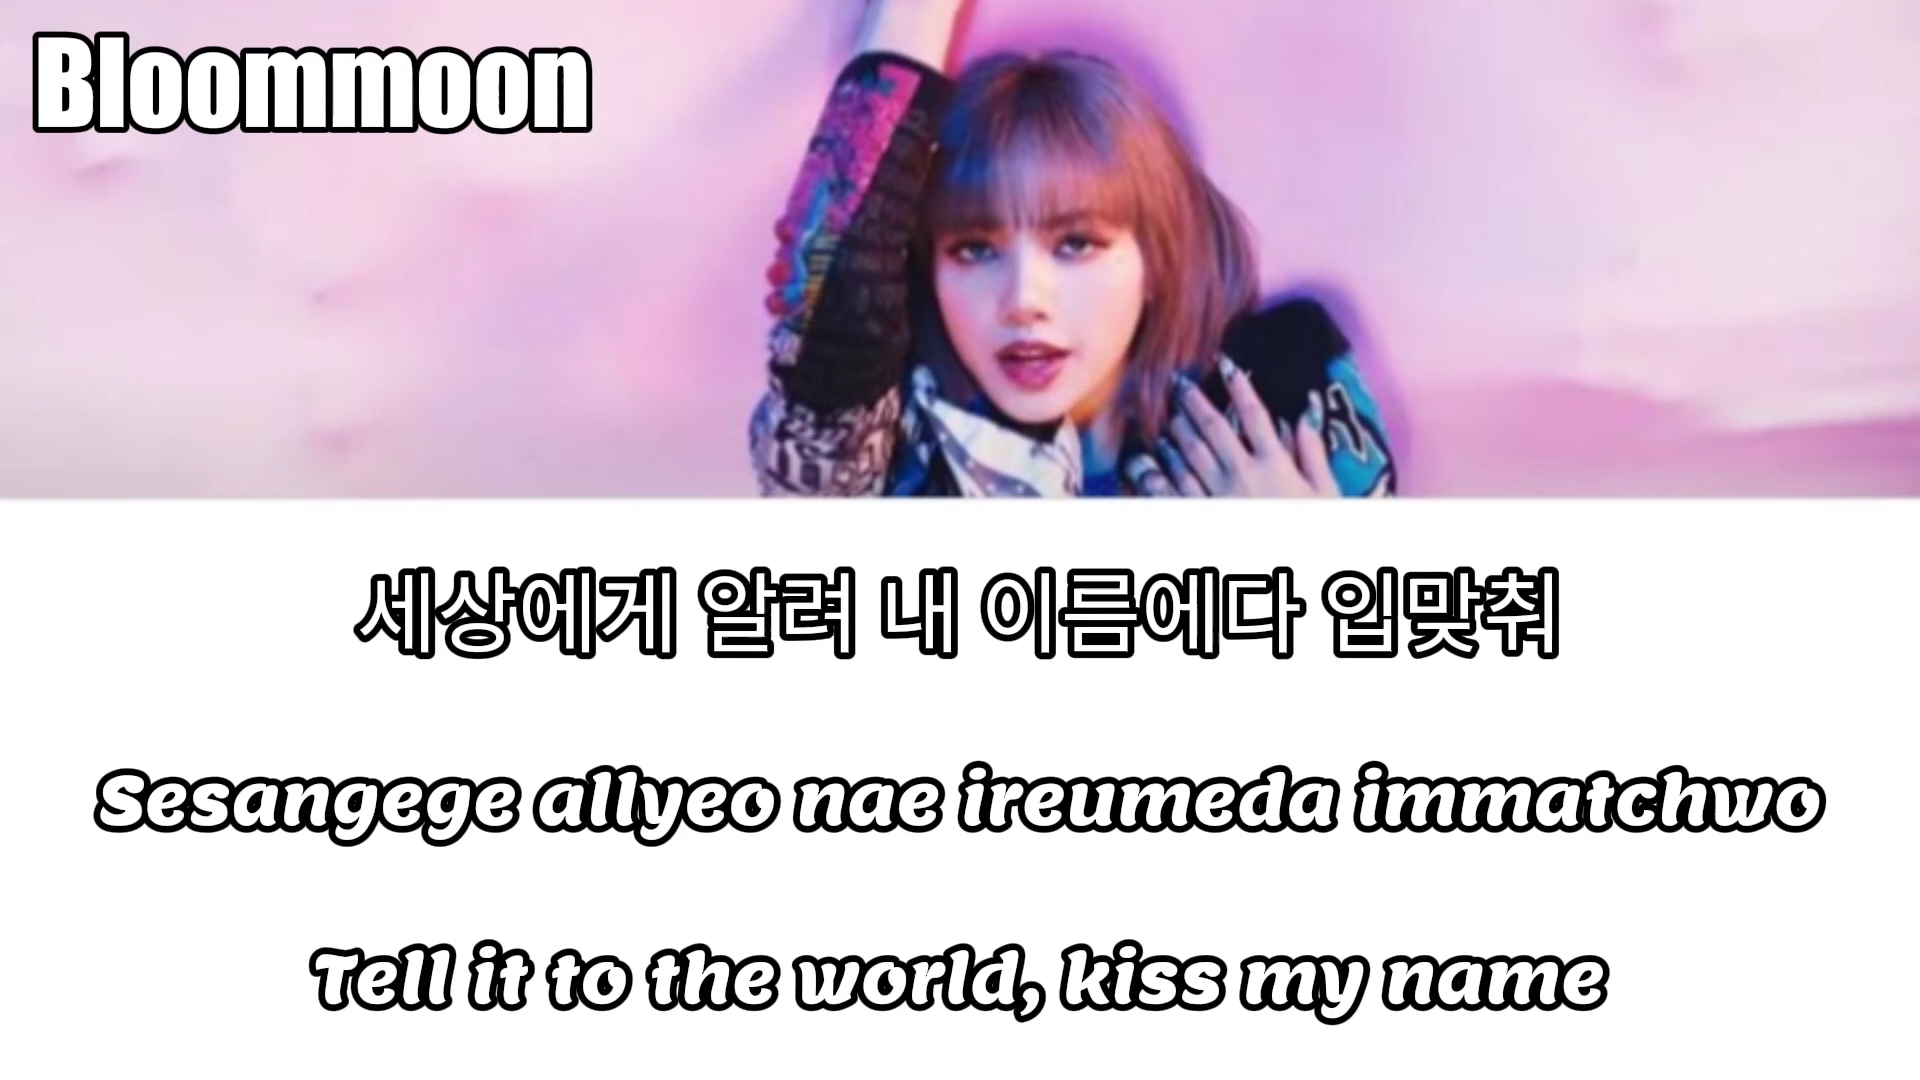 Bloommoon
세상에게 알려 내 이름에다 입맞춰
Sesangege allyeo nae ireumeda immatchwo
Tell it to the world, kiss my name